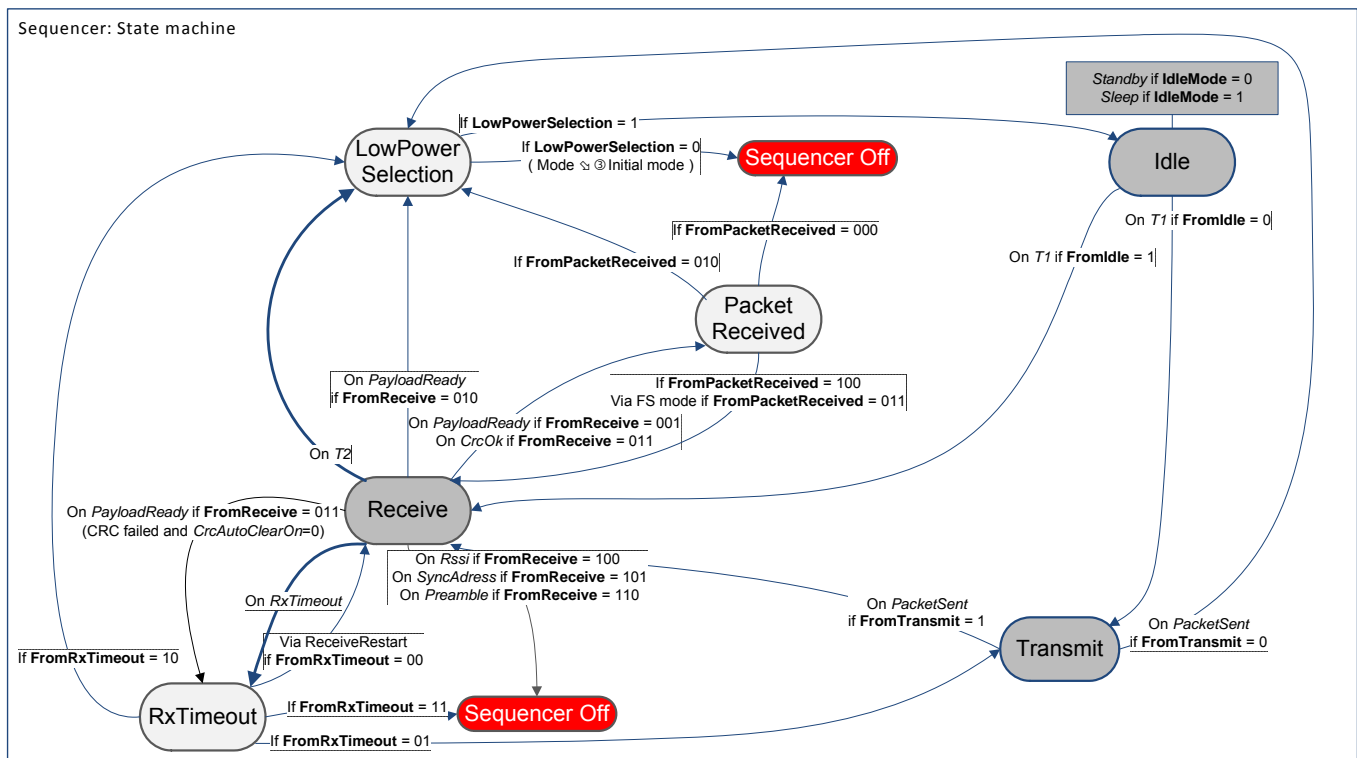 Sequencer: State machine
Standby if IdleMode = 0
Sleep if IdleMode = 1
If LowPowerSelection = 1
LowPower
Selection
If LowPowerSelection = 0
( Mode ⇘ ③ Initial mode )
Sequencer Off
Idle
If FromPacketReceived = 000
On T1 if FromIdle = 0
If FromPacketReceived = 010
On T1 if FromIdle = 1
Packet
Received
On PayloadReady
if FromReceive = 010
If FromPacketReceived = 100
Via FS mode if FromPacketReceived = 011
On PayloadReady if FromReceive = 001
On CrcOk if FromReceive = 011
On T2
Receive
On PayloadReady if FromReceive = 011
(CRC failed and CrcAutoClearOn=0)
On Rssi if FromReceive = 100
On SyncAdress if FromReceive = 101
On Preamble if FromReceive = 110
On RxTimeout
On PacketSent
if FromTransmit = 1
On PacketSent
if FromTransmit = 0
Transmit
Via ReceiveRestart
if FromRxTimeout = 00
If FromRxTimeout = 10
RxTimeout
If FromRxTimeout = 11
Sequencer Off
If FromRxTimeout = 01